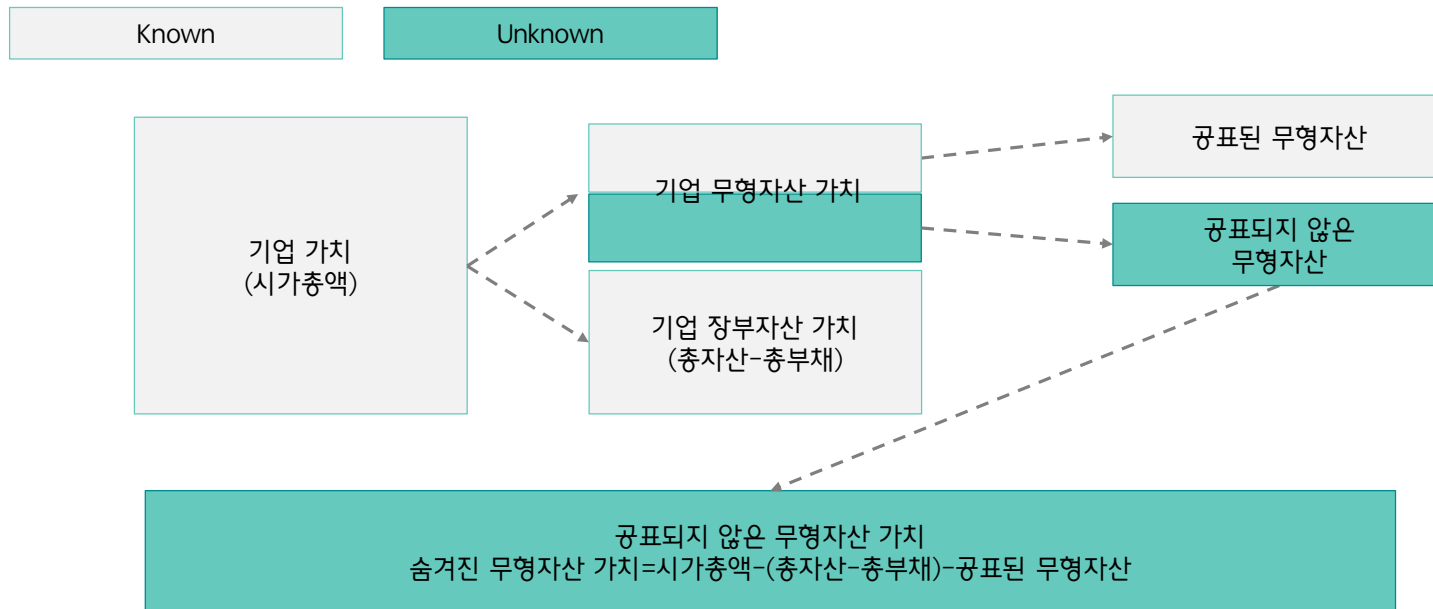 Known
Unknown
기업 가치
(시가총액)
기업 무형자산 가치
기업 장부자산 가치
(총자산-총부채)
공표된 무형자산
공표되지 않은
무형자산
공표되지 않은 무형자산 가치
숨겨진 무형자산 가치=시가총액-(총자산-총부채)-공표된 무형자산